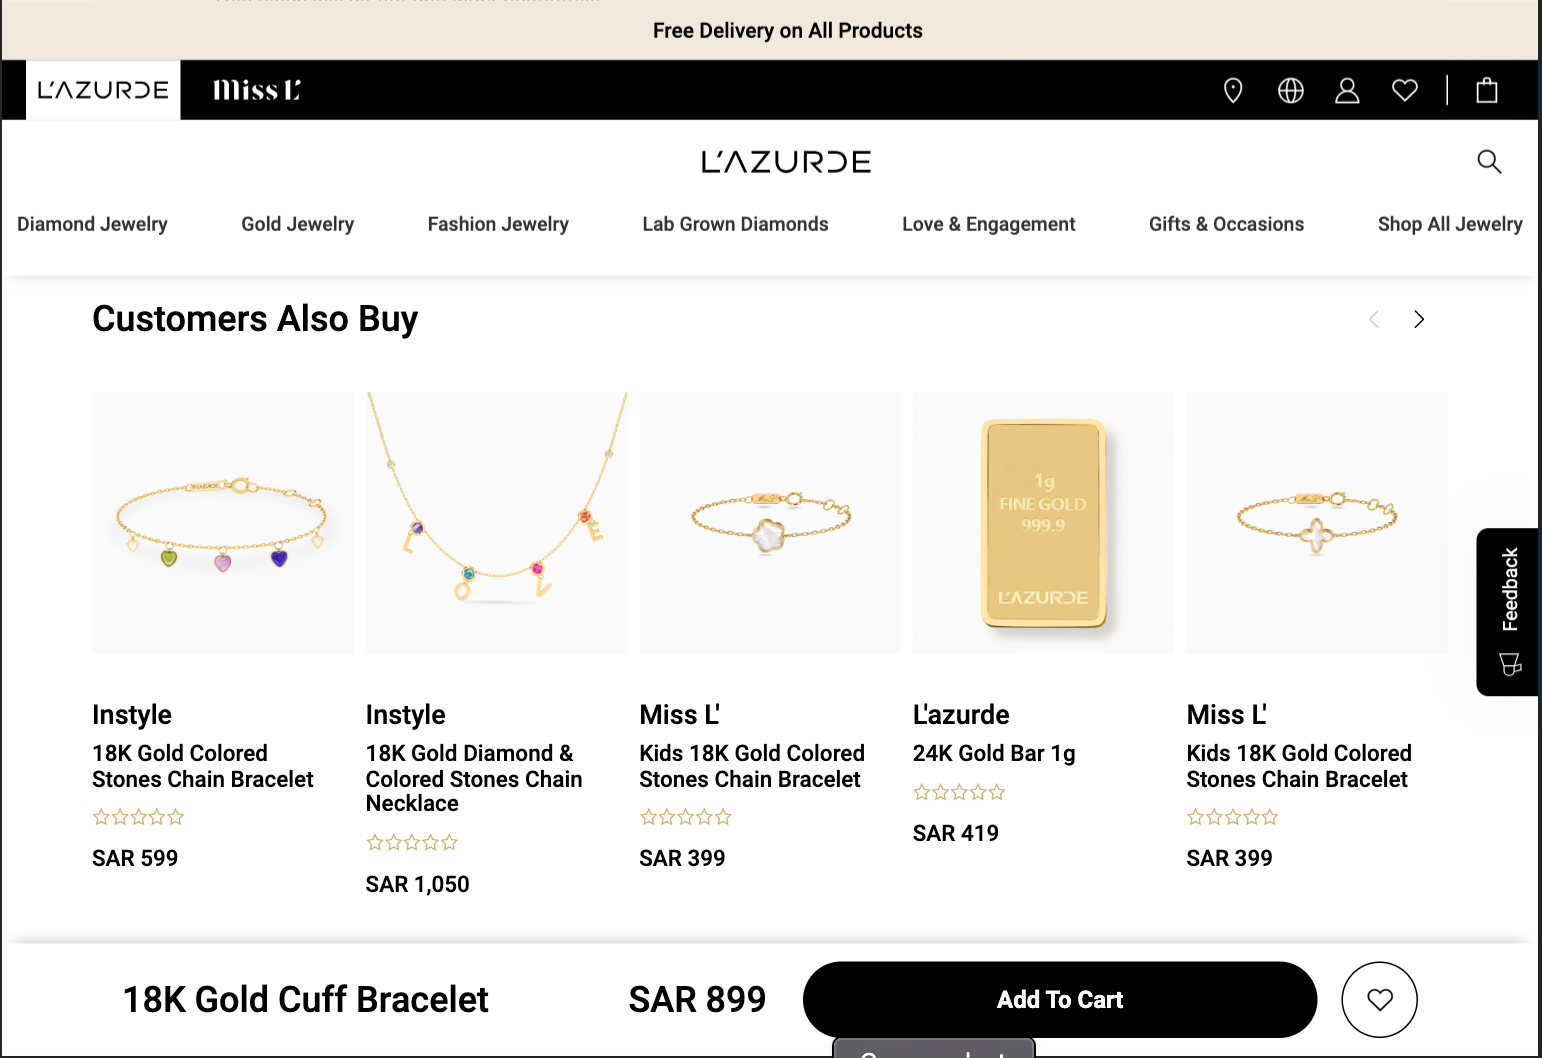 Free Delivery on All Products
L'AZURDE
Miss L'
L'AZURDE
Diamond Jewelry
Gold Jewelry
Fashion Jewelry
Lab Grown Diamonds
Love & Engagement
Gifts & Occasions
Shop All Jewelry
Customers Also Buy
L
O
V
E
1g
FINE GOLD
999.9
L'AZURDE
Feedback
Instyle
18K Gold Colored
Stones Chain Bracelet
SAR 599
Instyle
18K Gold Diamond &
Colored Stones Chain
Necklace
SAR 1,050
Miss L'
Kids 18K Gold Colored
Stones Chain Bracelet
SAR 399
L'azurde
24K Gold Bar 1g
SAR 419
Miss L'
Kids 18K Gold Colored
Stones Chain Bracelet
SAR 399
18K Gold Cuff Bracelet
SAR 899
Add To Cart